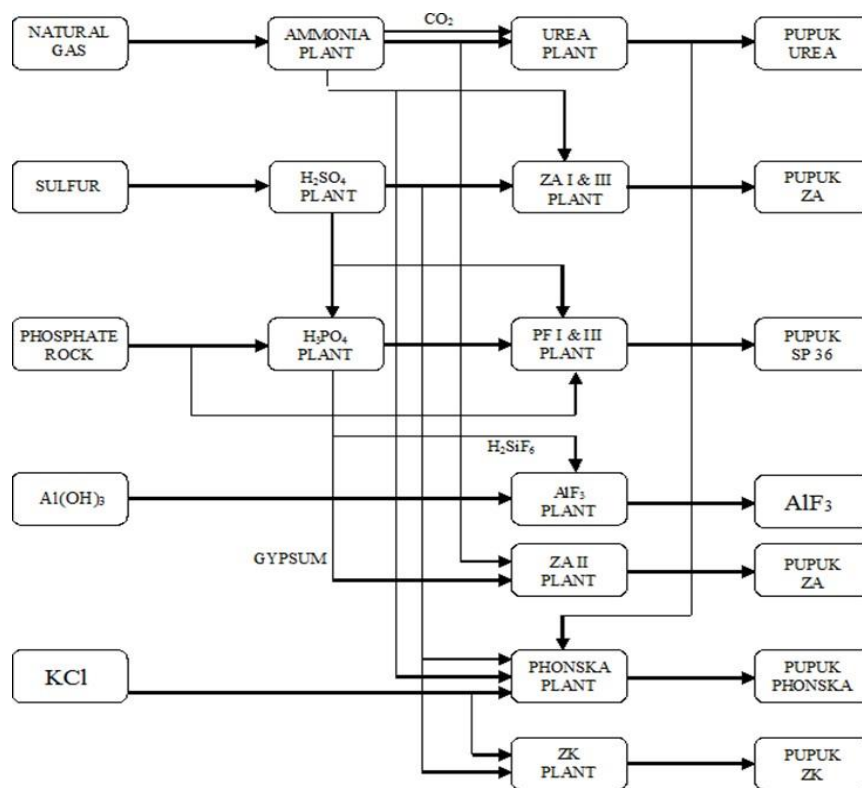 NATURAL
GAS
AMMONIA
PLANT
CO₂
UREA
PLANT
PUPUK
UREA
SULFUR
H₂SO₄
PLANT
ZA I & III
PLANT
PUPUK
ZA
PHOSPHATE
ROCK
H₃PO₄
PLANT
PF I & III
PLANT
PUPUK
SP 36
H₂SiF₆
Al(OH)₃
AlF₃
PLANT
AlF₃
GYPSUM
ZA II
PLANT
PUPUK
ZA
KCl
PHONSKA
PLANT
PUPUK
PHONSKA
ZK
PLANT
PUPUK
ZK